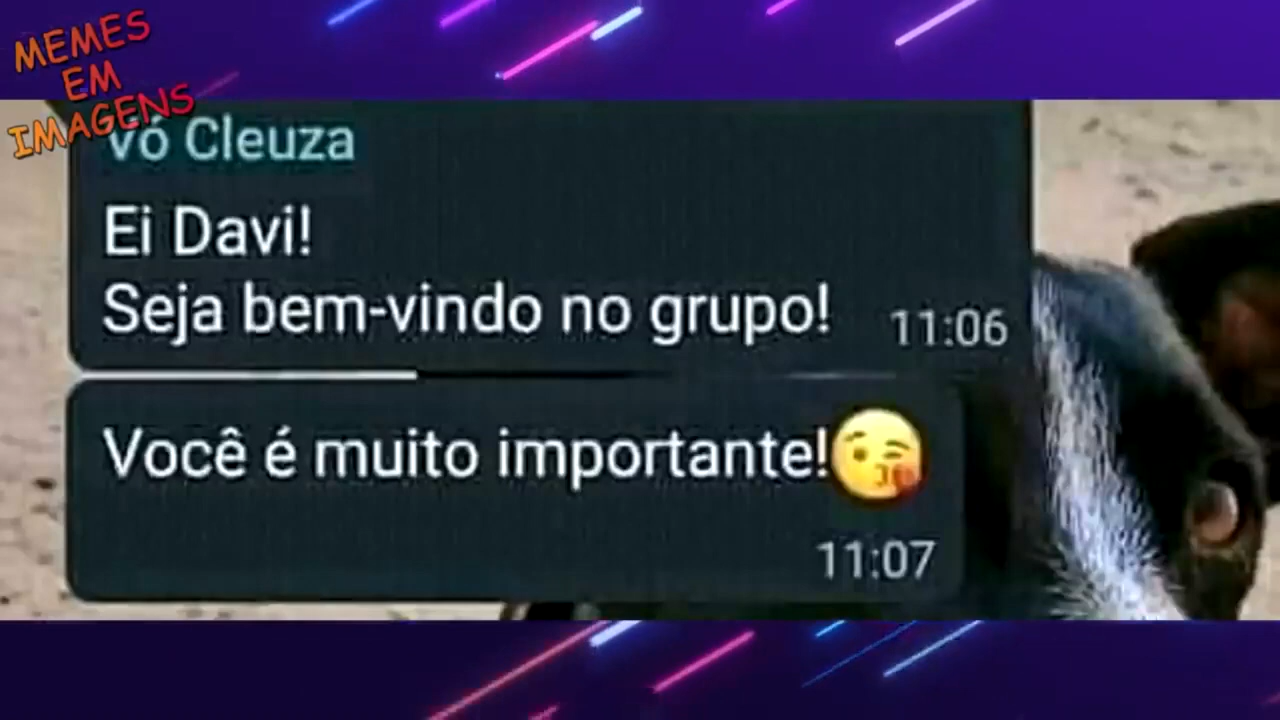 MEMES
EM
IMAGENS
Vó Cleuza
Ei Davi!
Seja bem-vindo no grupo!
11:06
Você é muito importante!😘
11:07